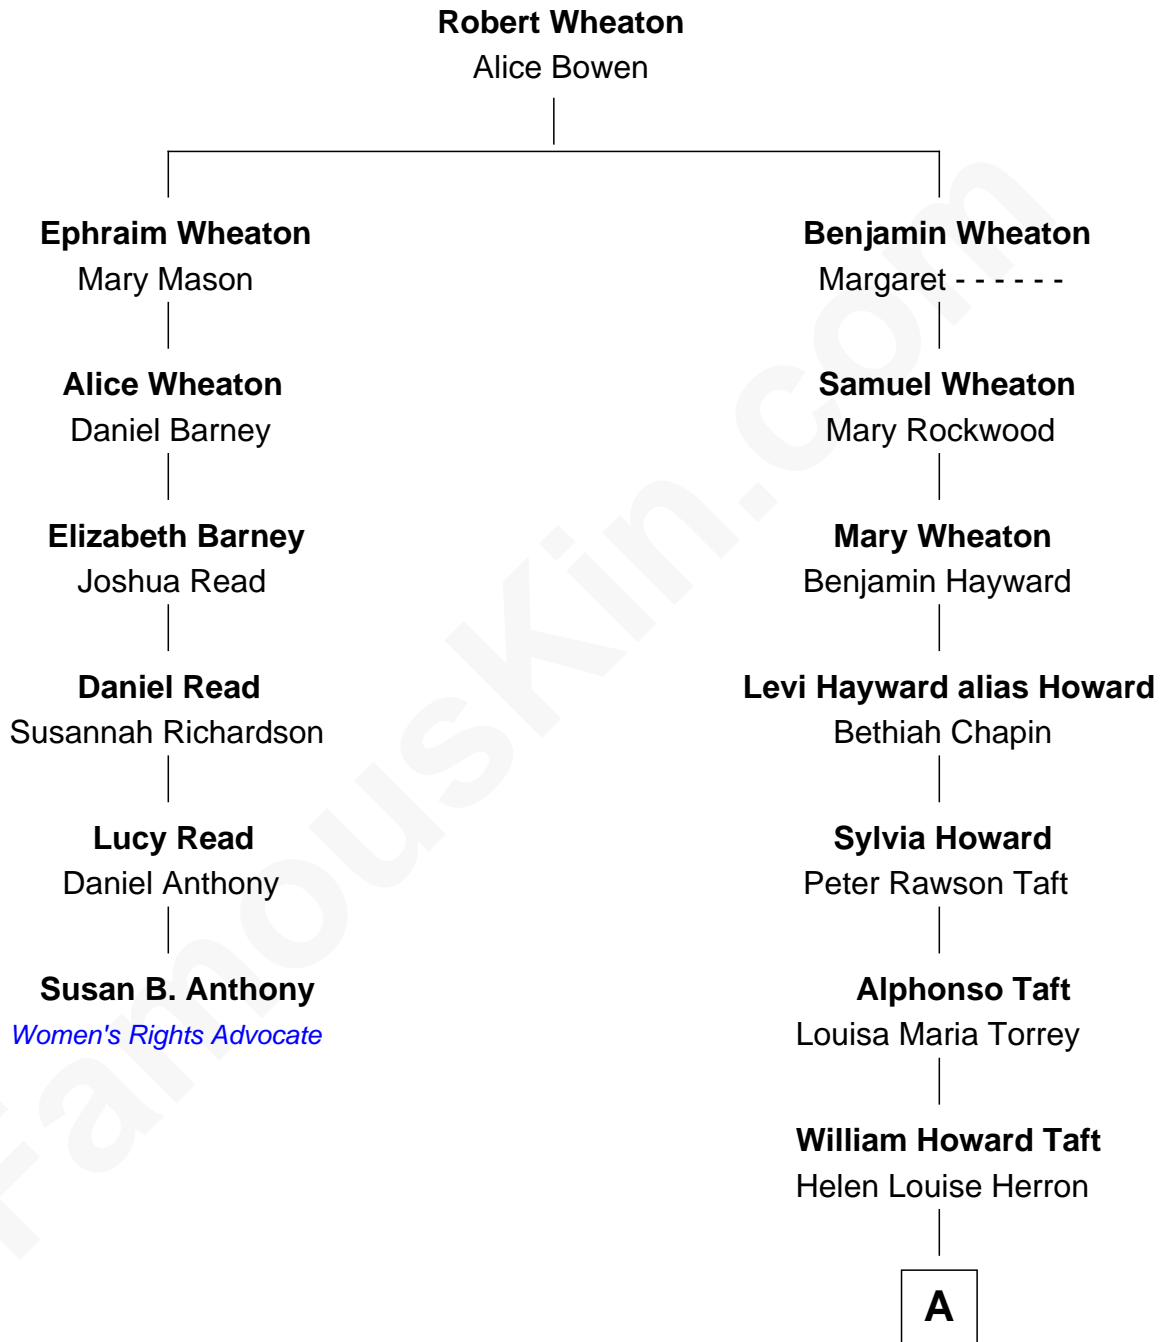 Robert Wheaton
Alice Bowen
Ephraim Wheaton
Mary Mason
Alice Wheaton
Daniel Barney
Elizabeth Barney
Joshua Read
Daniel Read
Susannah Richardson
Lucy Read
Daniel Anthony
Susan B. Anthony
Women's Rights Advocate
Benjamin Wheaton
Margaret - - - - - -
Samuel Wheaton
Mary Rockwood
Mary Wheaton
Benjamin Hayward
Levi Hayward alias Howard
Bethiah Chapin
Sylvia Howard
Peter Rawson Taft
Alphonso Taft
Louisa Maria Torrey
William Howard Taft
Helen Louise Herron
A
FamousKin.com